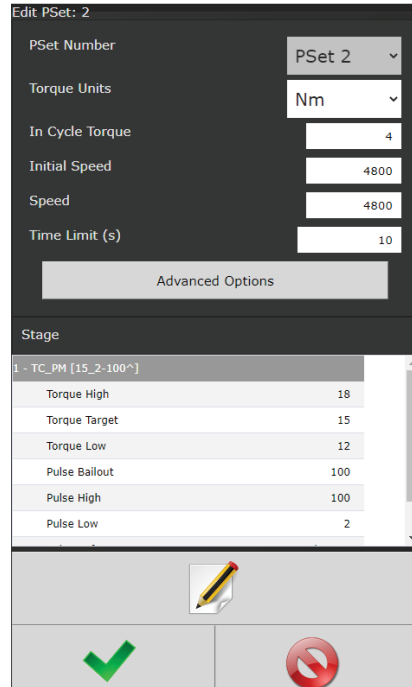 Edit PSet: 2
PSet Number PSet 2
Torque Units Nm
In Cycle Torque 4
Initial Speed 4800
Speed 4800
Time Limit (s) 10
Advanced Options
Stage
1 - TC_PM [15_2-100^]
Torque High 18
Torque Target 15
Torque Low 12
Pulse Bailout 100
Pulse High 100
Pulse Low 2